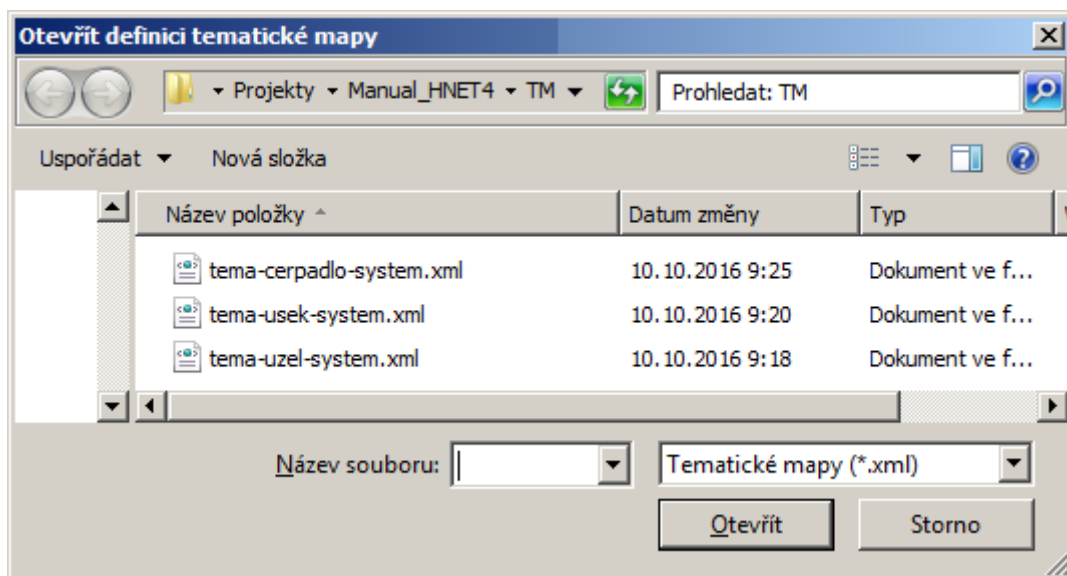 Otevřít definici tematické mapy
Projekty Manual_HNET4 TM Prohledat: TM
Uspořádat Nová složka
Název položky Datum změny Typ
tema-cerpadlo-system.xml 10.10.2016 9:25 Dokument ve f...
tema-usek-system.xml 10.10.2016 9:20 Dokument ve f...
tema-uzel-system.xml 10.10.2016 9:18 Dokument ve f...
Název souboru: Tematické mapy (*.xml)
Otevřít Storno